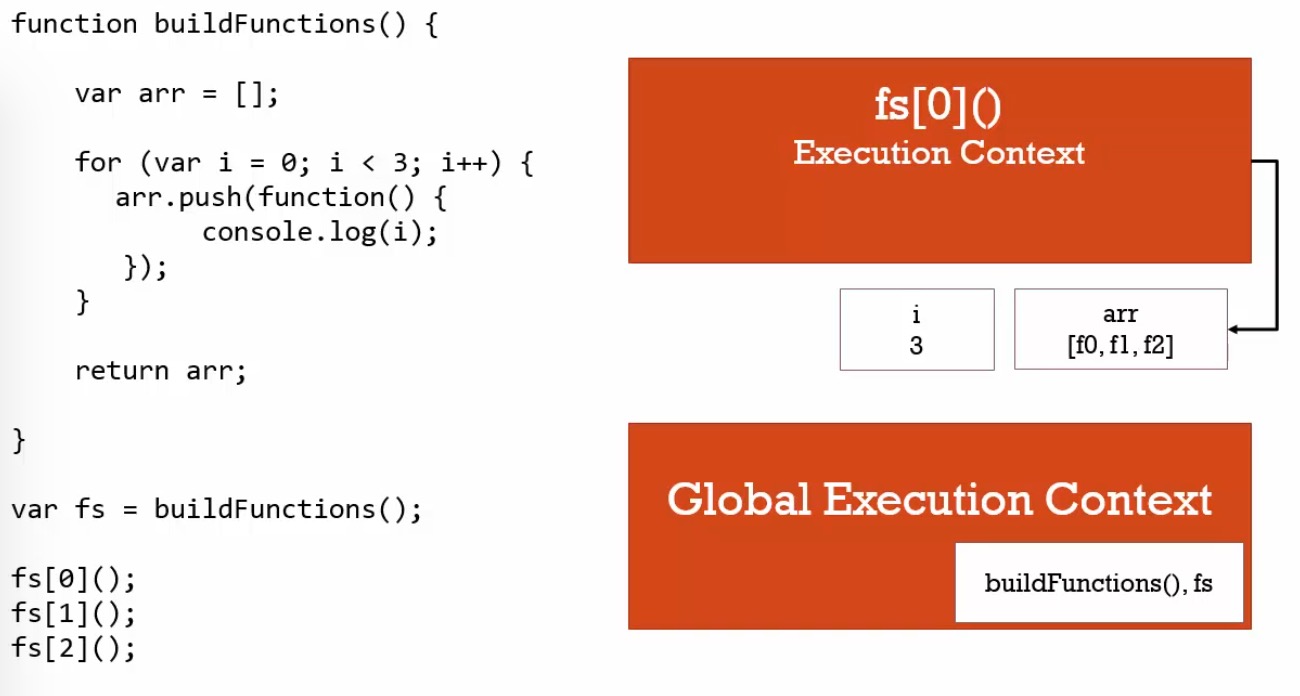 function buildFunctions() {
var arr = [];
for (var i = 0; i < 3; i++) {
arr.push(function() {
console.log(i);
});
}
return arr;
}
var fs = buildFunctions();
fs[0]();
fs[1]();
fs[2]();
fs[0]()
Execution Context
i
3
arr
[f0, f1, f2]
Global Execution Context
buildFunctions(), fs